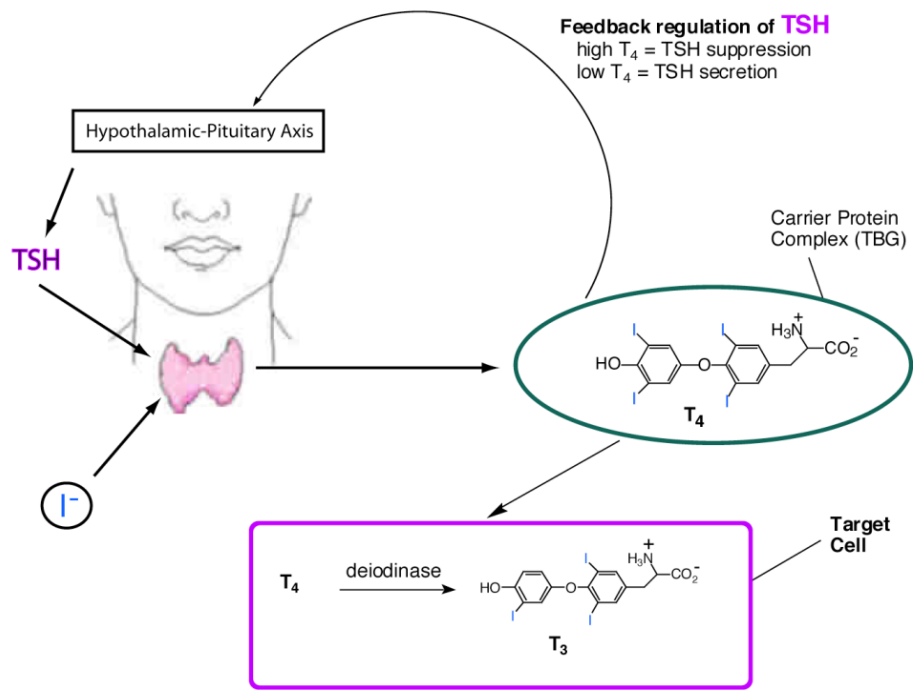 Feedback regulation of TSH
high T₄ = TSH suppression
low T₄ = TSH secretion
Hypothalamic-Pituitary Axis
TSH
Carrier Protein
Complex (TBG)
I
I
H₃N
+
CO₂⁻
HO
O
I
I
T₄
I⁻
Target
Cell
T₄
deiodinase
I
H₃N
+
CO₂⁻
HO
O
I
I
T₃